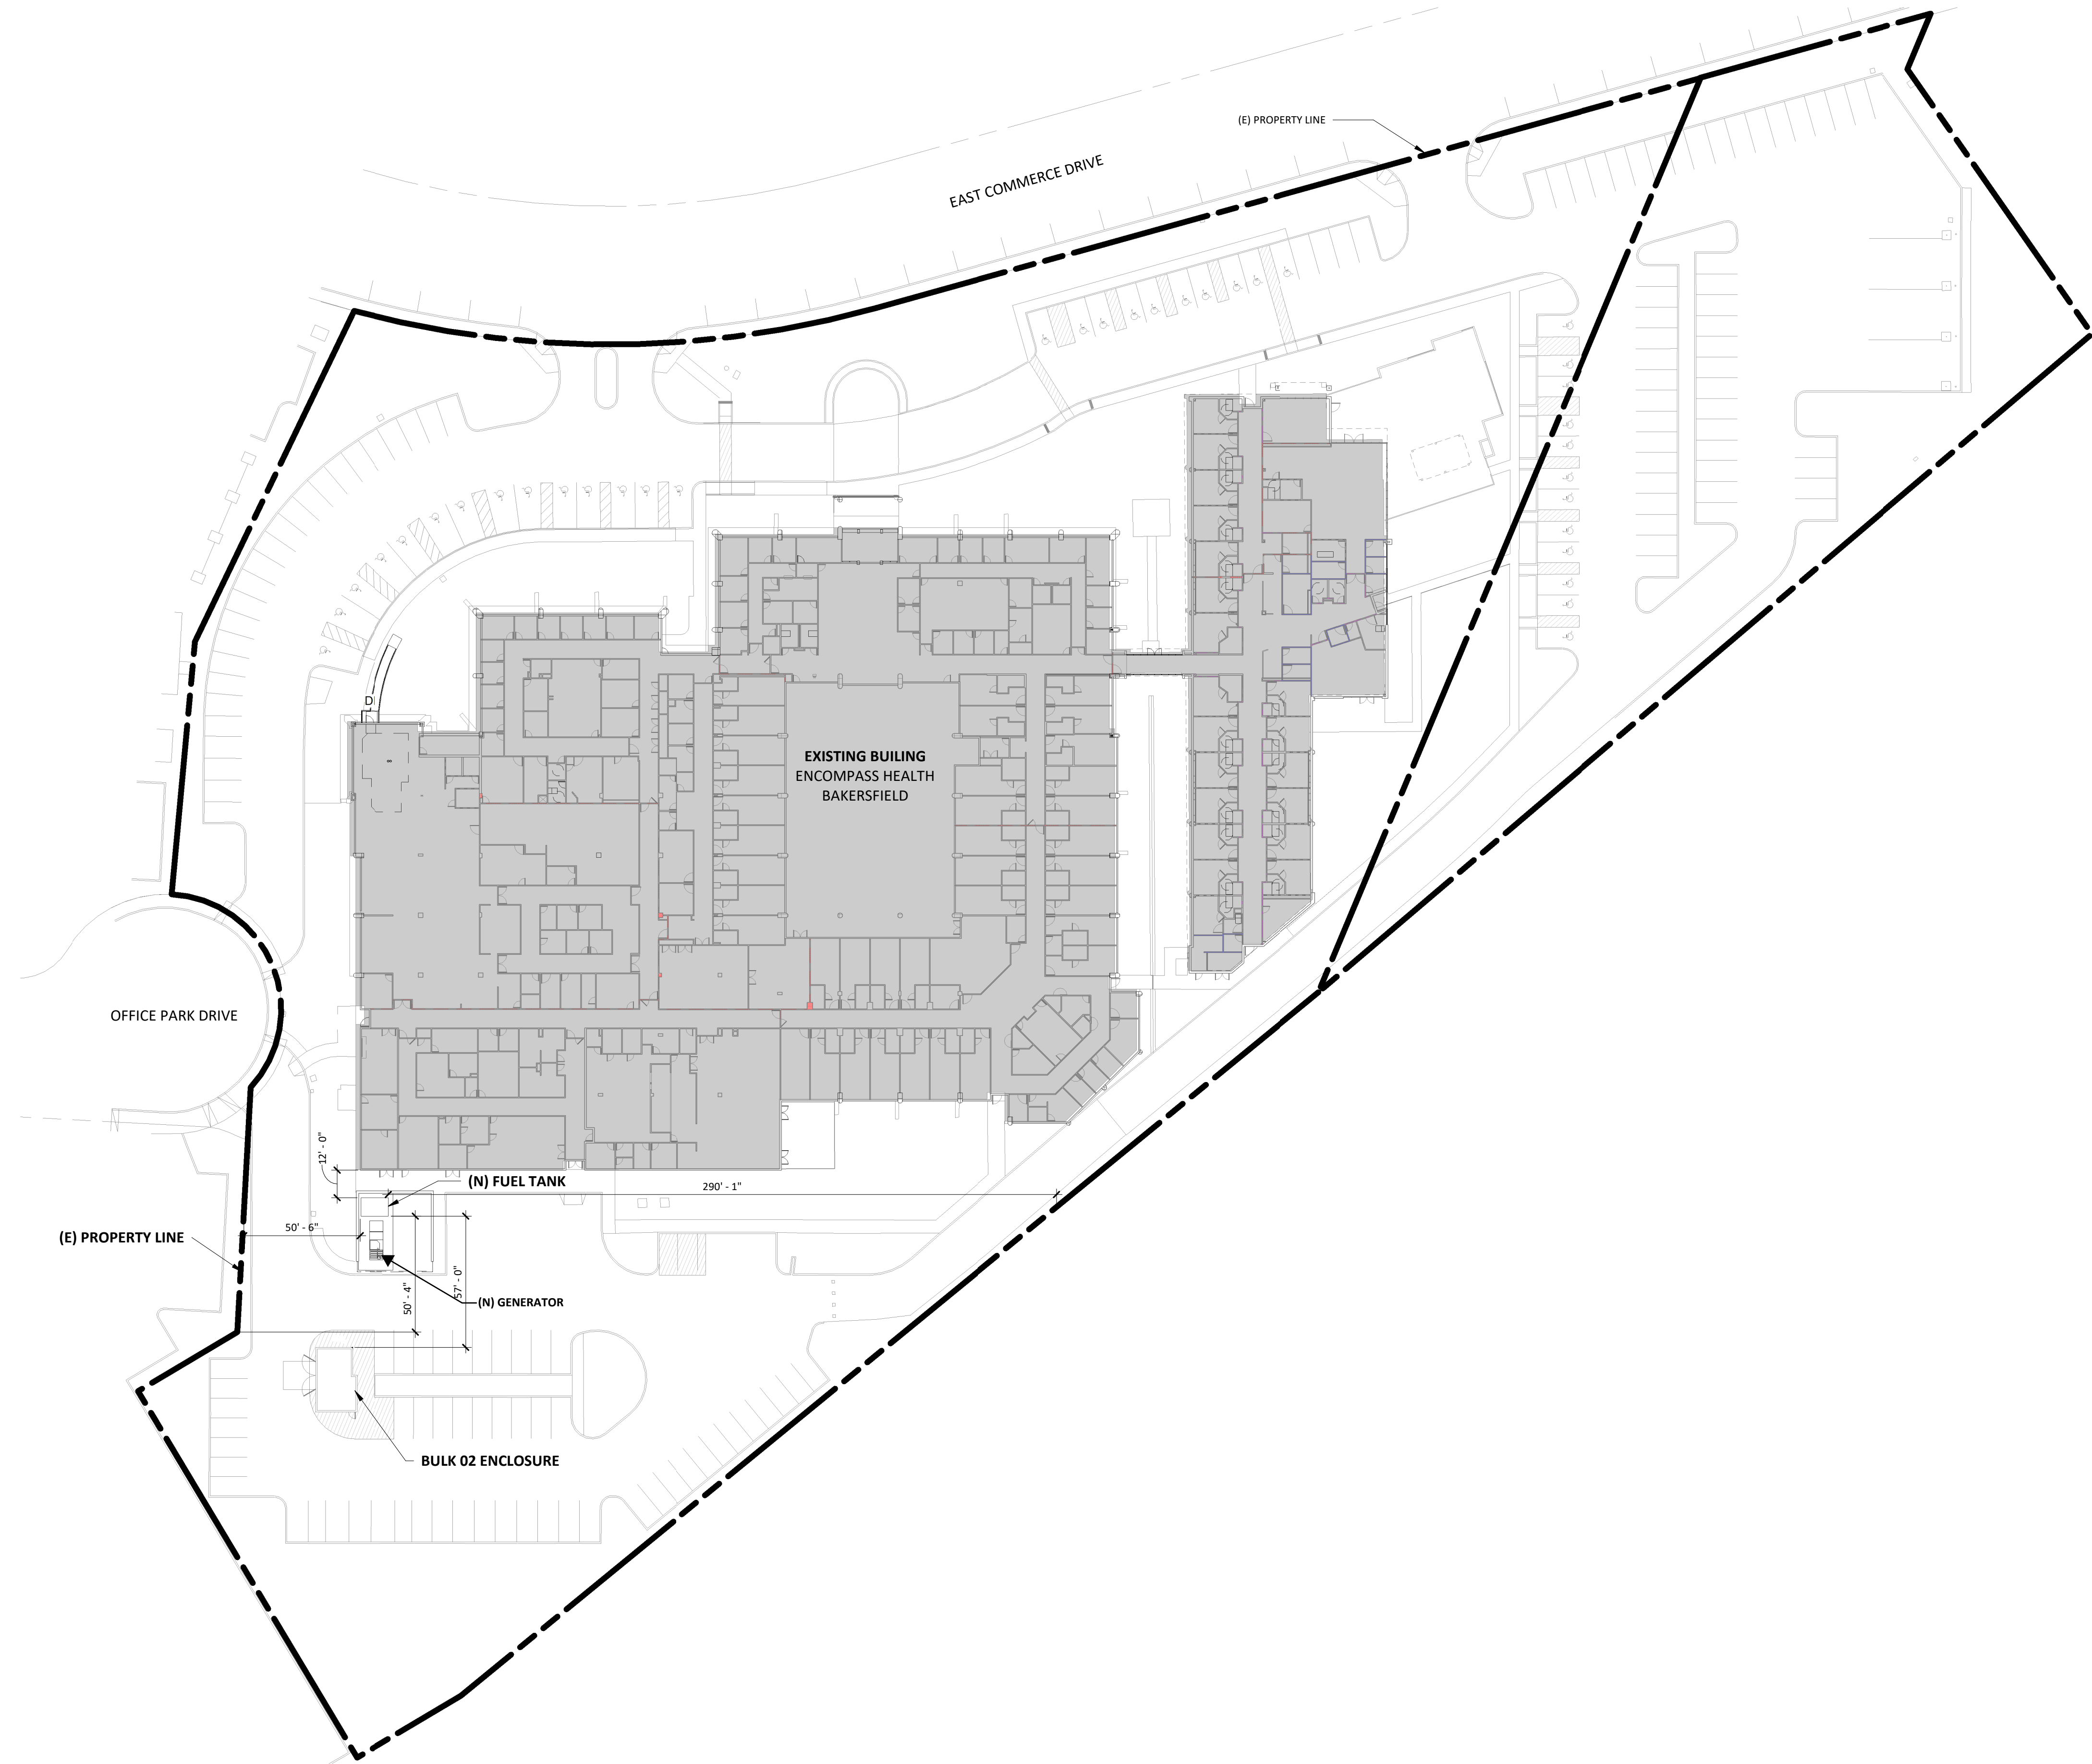 (E) PROPERTY LINE
EAST COMMERCE DRIVE
D
EXISTING BUILING
ENCOMPASS HEALTH
BAKERSFIELD
OFFICE PARK DRIVE
12' - 0"
(N) FUEL TANK
290' - 1"
50' - 6"
(E) PROPERTY LINE
50' - 4"
57' - 0"
(N) GENERATOR
BULK 02 ENCLOSURE